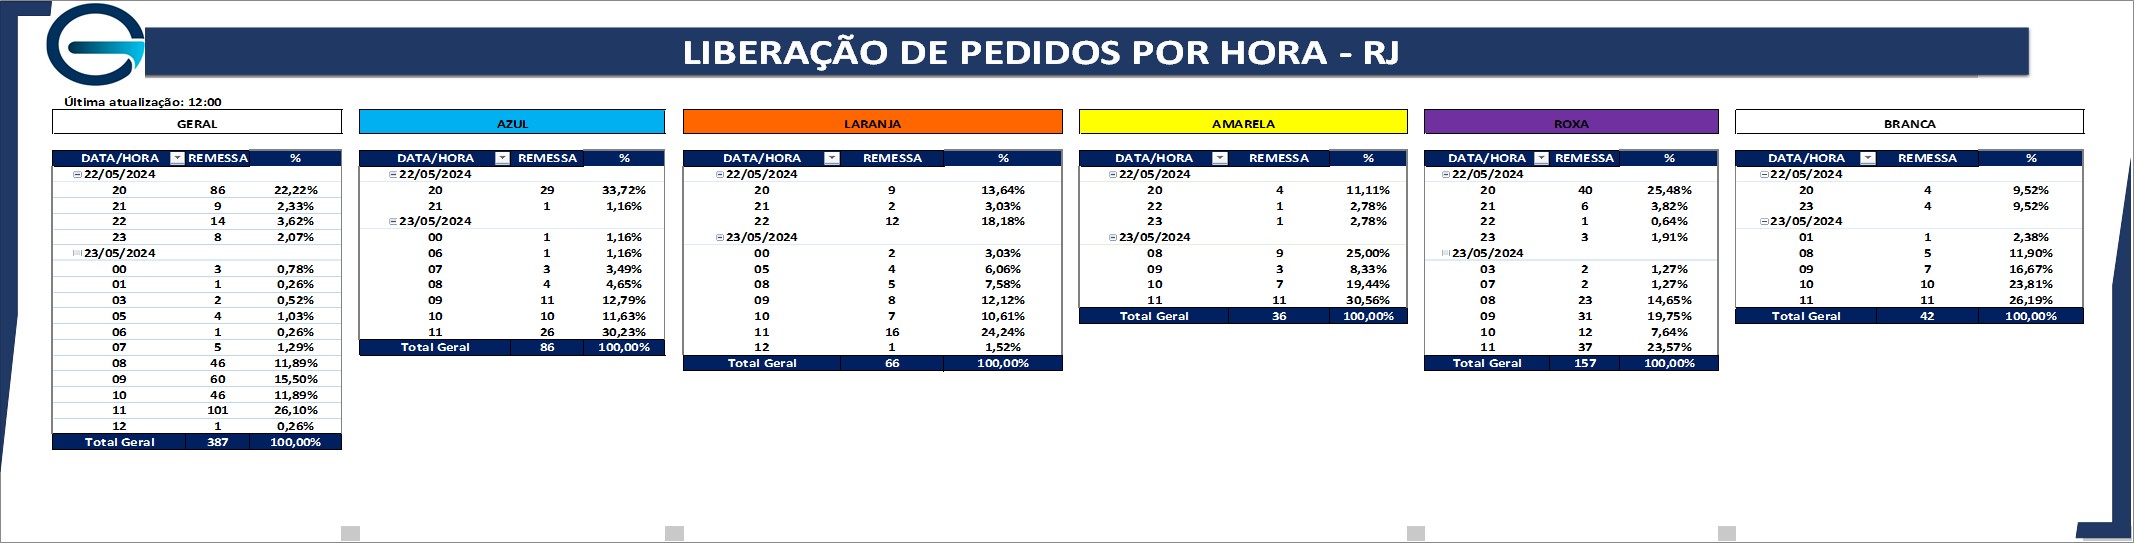 LIBERAÇÃO DE PEDIDOS POR HORA - RJ
Última atualização: 12:00
GERAL
DATA/HORA REMESSA %
22/05/2024
20 86 22,22%
21 9 2,33%
22 14 3,62%
23 8 2,07%
23/05/2024
00 3 0,78%
01 1 0,26%
03 2 0,52%
05 4 1,03%
06 1 0,26%
07 5 1,29%
08 46 11,89%
09 60 15,50%
10 46 11,89%
11 101 26,10%
12 1 0,26%
Total Geral 387 100,00%
AZUL
DATA/HORA REMESSA %
22/05/2024
20 29 33,72%
21 1 1,16%
23/05/2024
00 1 1,16%
06 1 1,16%
07 3 3,49%
08 4 4,65%
09 11 12,79%
10 10 11,63%
11 26 30,23%
Total Geral 86 100,00%
LARANJA
DATA/HORA REMESSA %
22/05/2024
20 9 13,64%
21 2 3,03%
22 12 18,18%
23/05/2024
00 2 3,03%
05 4 6,06%
08 5 7,58%
09 8 12,12%
10 7 10,61%
11 16 24,24%
12 1 1,52%
Total Geral 66 100,00%
AMARELA
DATA/HORA REMESSA %
22/05/2024
20 4 11,11%
22 1 2,78%
23 1 2,78%
23/05/2024
08 9 25,00%
09 3 8,33%
10 7 19,44%
11 11 30,56%
Total Geral 36 100,00%
ROXA
DATA/HORA REMESSA %
22/05/2024
20 40 25,48%
21 6 3,82%
22 1 0,64%
23 3 1,91%
23/05/2024
03 2 1,27%
07 2 1,27%
08 23 14,65%
09 31 19,75%
10 12 7,64%
11 37 23,57%
Total Geral 157 100,00%
BRANCA
DATA/HORA REMESSA %
22/05/2024
20 4 9,52%
23 4 9,52%
23/05/2024
01 1 2,38%
08 5 11,90%
09 7 16,67%
10 10 23,81%
11 11 26,19%
Total Geral 42 100,00%